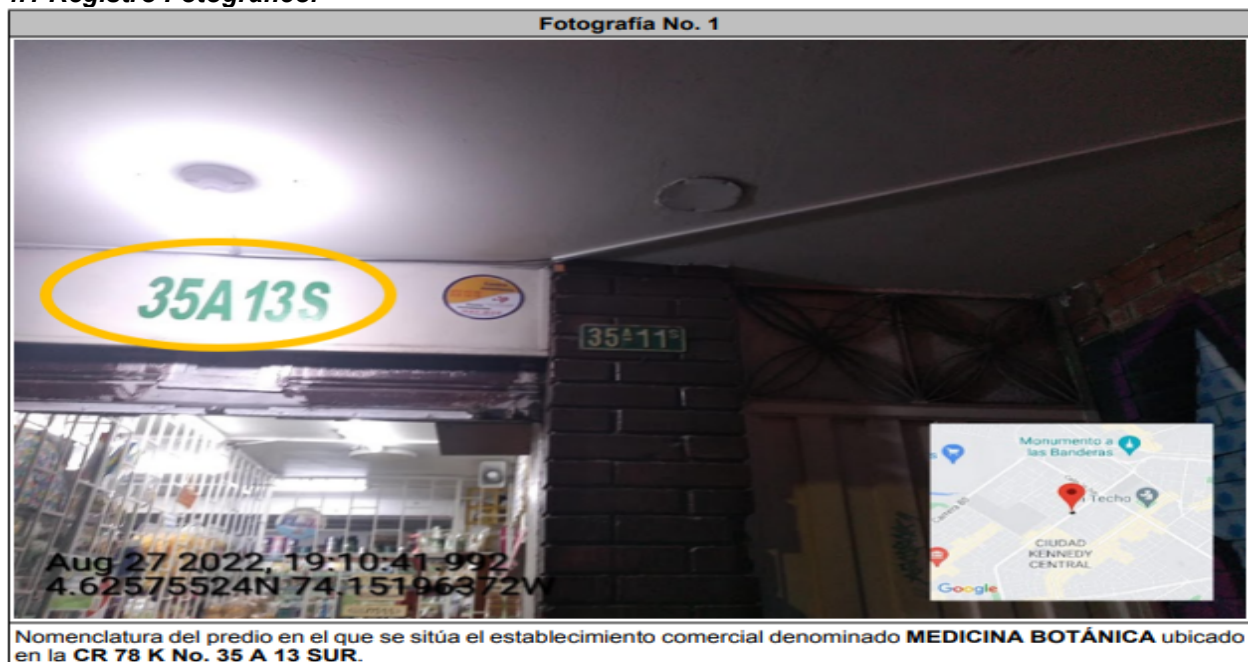 Fotografía No. 1
35A 13S
35A11S
Aug 27 2022, 19:10:41.992
4.62575524N 74.15196372W
Monumento a
las Banderas
Techo
CIUDAD
KENNEDY
CENTRAL
Google
Nomenclatura del predio en el que se sitúa el establecimiento comercial denominado MEDICINA BOTÁNICA ubicado
en la CR 78 K No. 35 A 13 SUR.